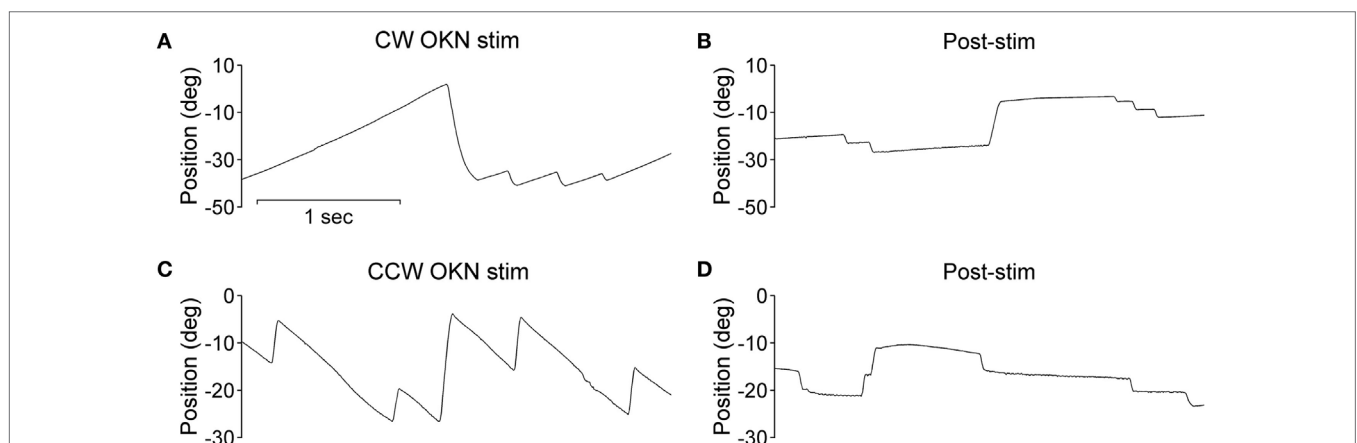 A CW OKN stim
B Post-stim
Position (deg)
10
-10
-30
-50
1 sec
Position (deg)
10
-10
-30
-50
C CCW OKN stim
D Post-stim
Position (deg)
0
-10
-20
-30
Position (deg)
0
-10
-20
-30